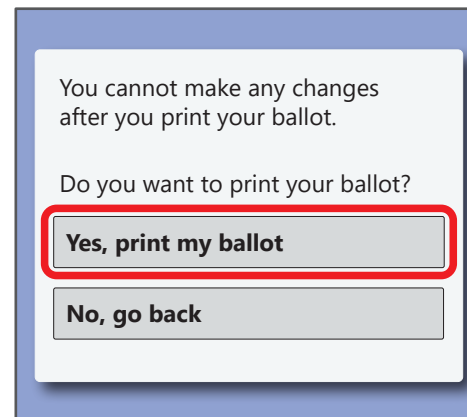 You cannot make any changes
after you print your ballot.
Do you want to print your ballot?
Yes, print my ballot
No, go back